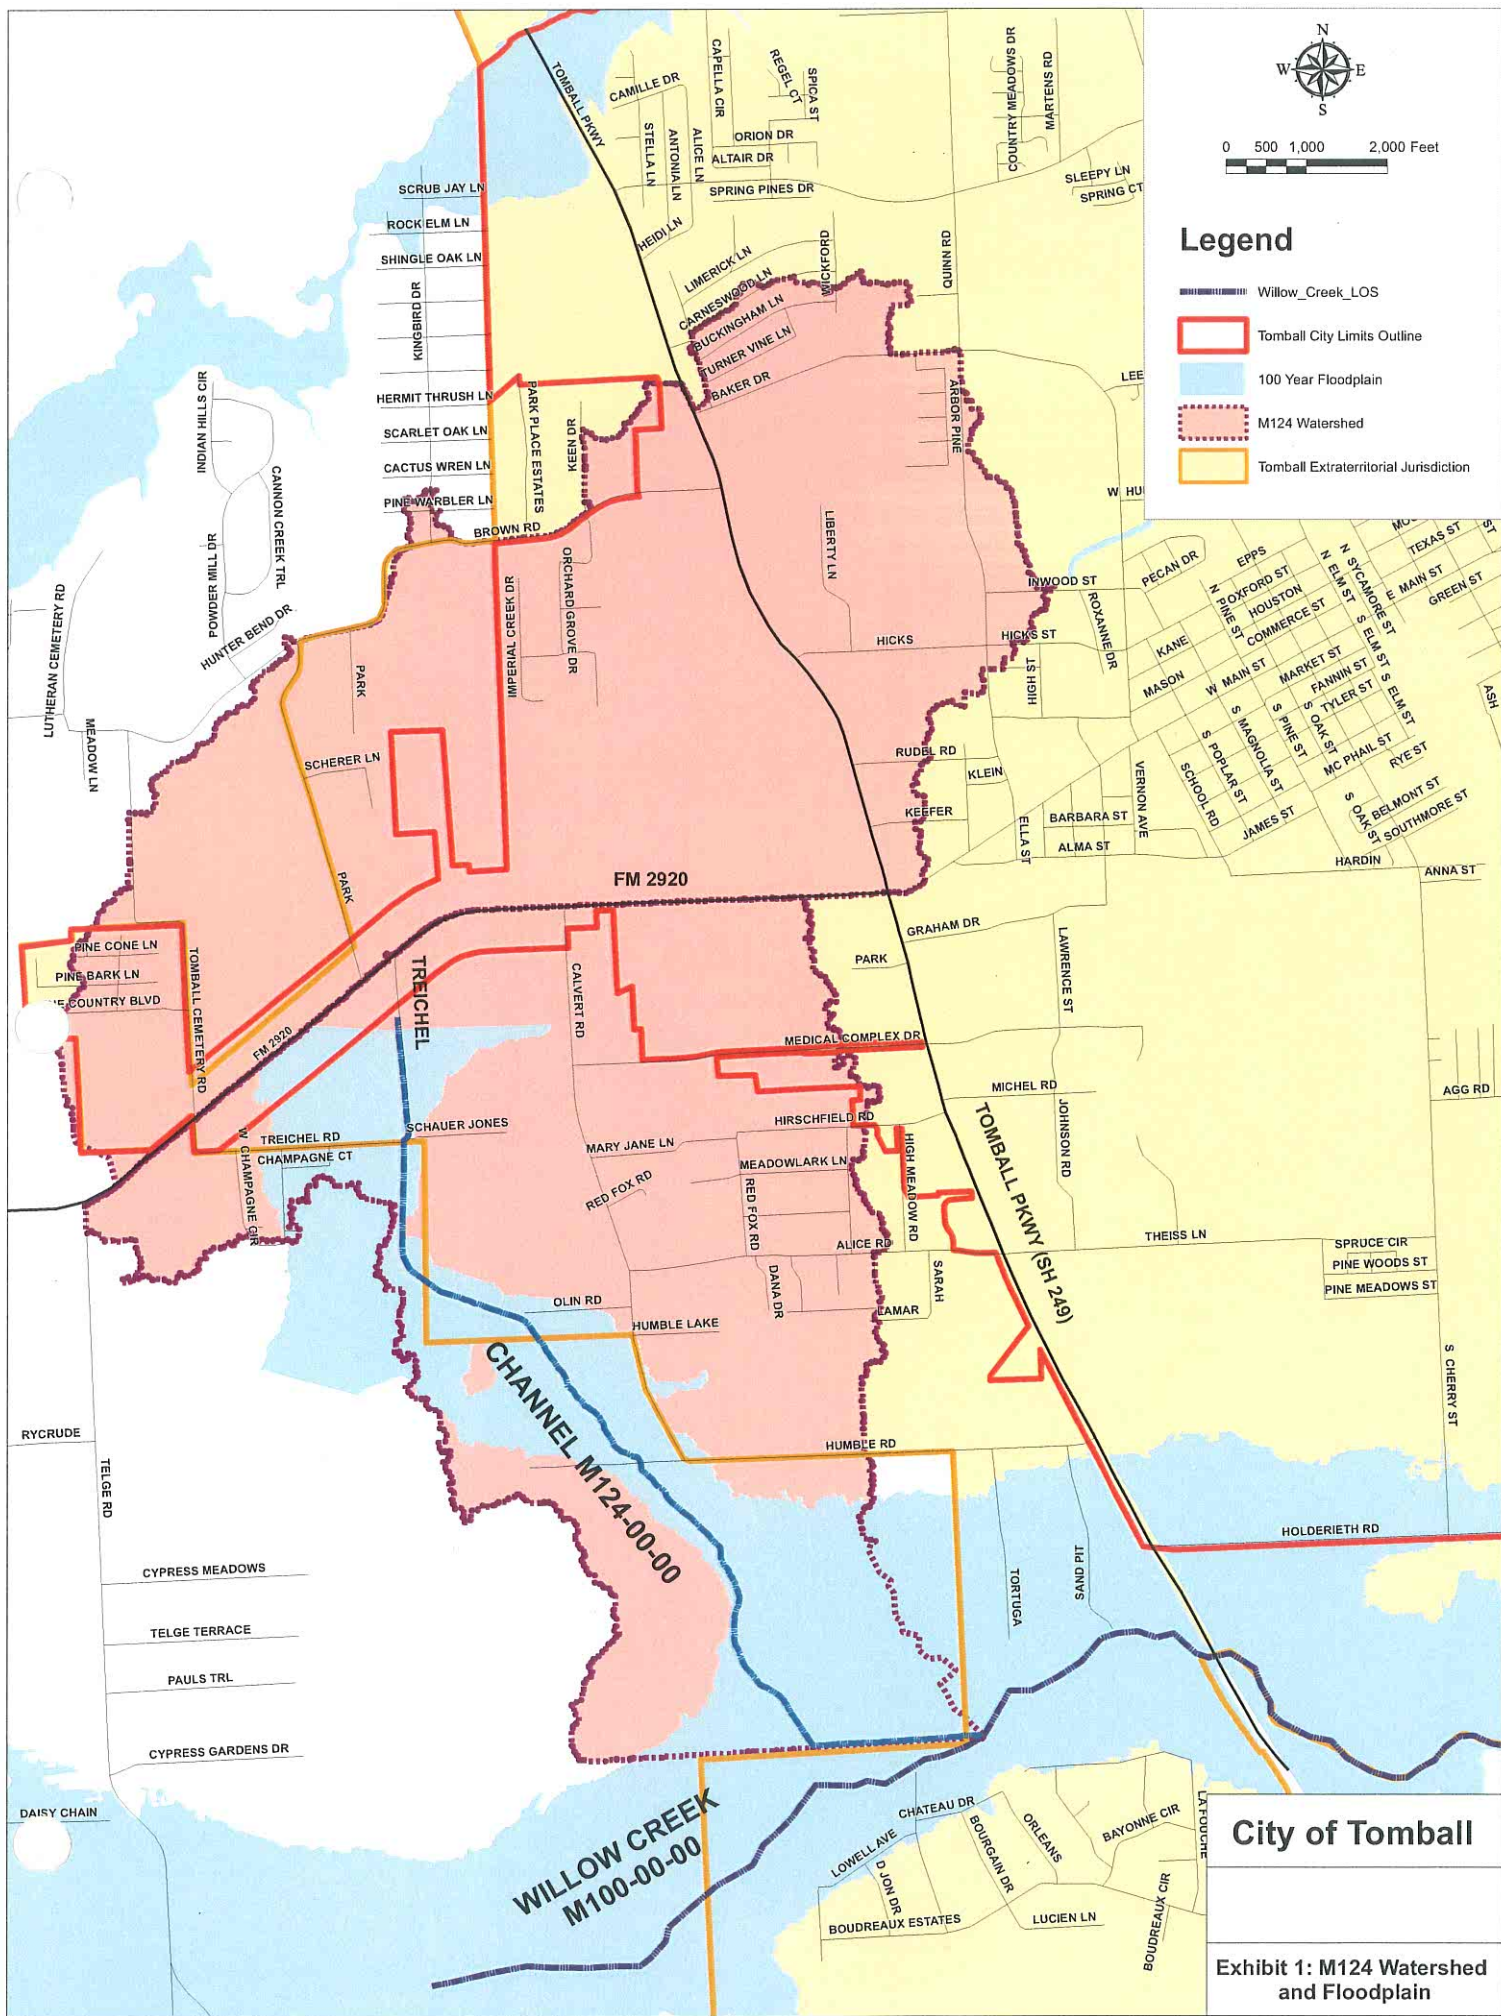 N
W
E
S
0 500 1,000 2,000 Feet
Legend
Willow_Creek_LOS
Tomball City Limits Outline
100 Year Floodplain
M124 Watershed
Tomball Extraterritorial Jurisdiction
TOMBALL PKWY
CAMILLE DR
STELLA LN
ANTONIA LN
ALICE LN
CAPELLA CIR
REGEL CT
SPICA ST
ORION DR
ALTAIR DR
SPRING PINES DR
HEIDI LN
COUNTRY MEADOWS DR
MARTENS RD
SLEEPY LN
SPRING CT
SCRUB JAY LN
ROCK ELM LN
SHINGLE OAK LN
KINGBIRD DR
HERMIT THRUSH LN
SCARLET OAK LN
CACTUS WREN LN
PINE WARBLER LN
LIMERICK LN
CARNESWOOD LN
BUCKINGHAM LN
TURNER VINE LN
BAKER DR
WICKFORD
QUINN RD
ARBOR PINE
LEE
W HU
PARK PLACE ESTATES
KEEN DR
BROWN RD
INDIAN HILLS CIR
CANNON CREEK TRL
POWDER MILL DR
HUNTER BEND DR
LUTHERAN CEMETERY RD
MEADOW LN
IMPERIAL CREEK DR
ORCHARD GROVE DR
LIBERTY LN
HICKS
HICKS ST
INWOOD ST
HIGH ST
ROXANNE DR
PECAN DR
EPPS
OXFORD ST
HOUSTON
COMMERCE ST
N PINE ST
N ELM ST
N SYCAMORE ST
TEXAS ST
E MAIN ST
GREEN ST
KANE
MASON
W MAIN ST
MARKET ST
FANNIN ST
TYLER ST
S ELM ST
S ELM ST
S OAK ST
S PINE ST
S MAGNOLIA ST
S POPLAR ST
SCHOOL RD
MC PHAIL ST
RYE ST
BELMONT ST
SOUTHMORE ST
S OAK ST
JAMES ST
HARDIN
ANNA ST
ASH
PARK
SCHERER LN
PARK
RUDEL RD
KLEIN
KEEFER
ELLA ST
BARBARA ST
ALMA ST
VERNON AVE
FM 2920
PINE CONE LN
PINE BARK LN
COUNTRY BLVD
TOMBALL CEMETERY RD
FM 2920
TREICHEL
CALVERT RD
GRAHAM DR
PARK
LAWRENCE ST
MEDICAL COMPLEX DR
MICHEL RD
AGG RD
TREICHEL RD
CHAMPAGNE CT
W CHAMPAGNE CIR
SCHAUER JONES
MARY JANE LN
HIRSCHFIELD RD
MEADOWLARK LN
RED FOX RD
RED FOX RD
HIGH MEADOW RD
JOHNSON RD
TOMBALL PKWY (SH 249)
ALICE RD
DANA DR
SARAH
LAMAR
THEISS LN
SPRUCE CIR
PINE WOODS ST
PINE MEADOWS ST
S CHERRY ST
OLIN RD
HUMBLE LAKE
CHANNEL M124-00-00
HUMBLE RD
RYCRUDE
TELGE RD
HOLDERIETH RD
TORTUGA
SAND PIT
CYPRESS MEADOWS
TELGE TERRACE
PAULS TRL
CYPRESS GARDENS DR
DAISY CHAIN
WILLOW CREEK
M100-00-00
CHATEAU DR
LOWELL AVE
D JON DR
BOURGAIN DR
ORLEANS
BAYONNE CIR
LAFOUCHE
BOUDREAUX ESTATES
LUCIEN LN
BOUDREAUX CIR
City of Tomball
Exhibit 1: M124 Watershed
and Floodplain